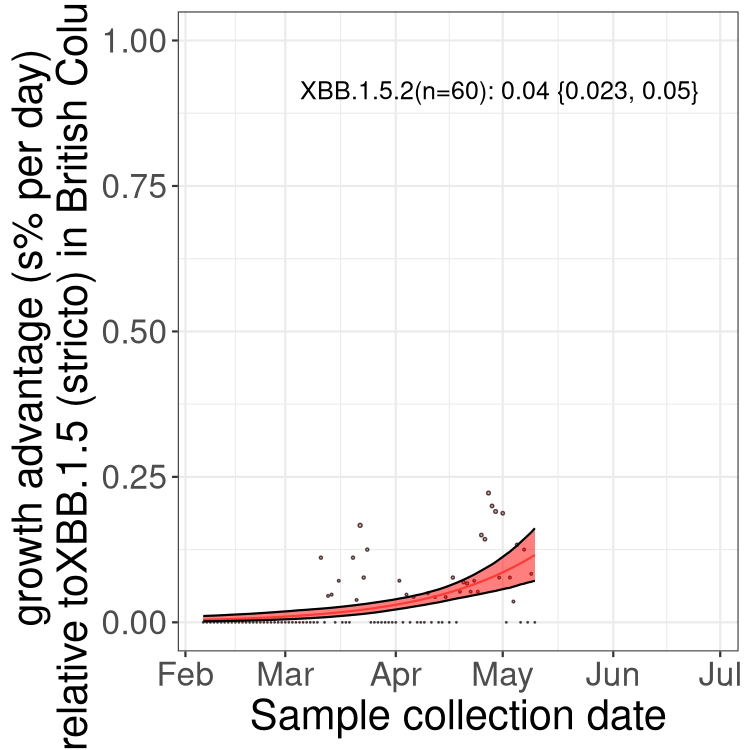 growth advantage (s% per day)
relative toXBB.1.5 (stricto) in British Colu
1.00
0.75
0.50
0.25
0.00
XBB.1.5.2(n=60): 0.04 {0.023, 0.05}
Feb Mar Apr May Jun Jul
Sample collection date